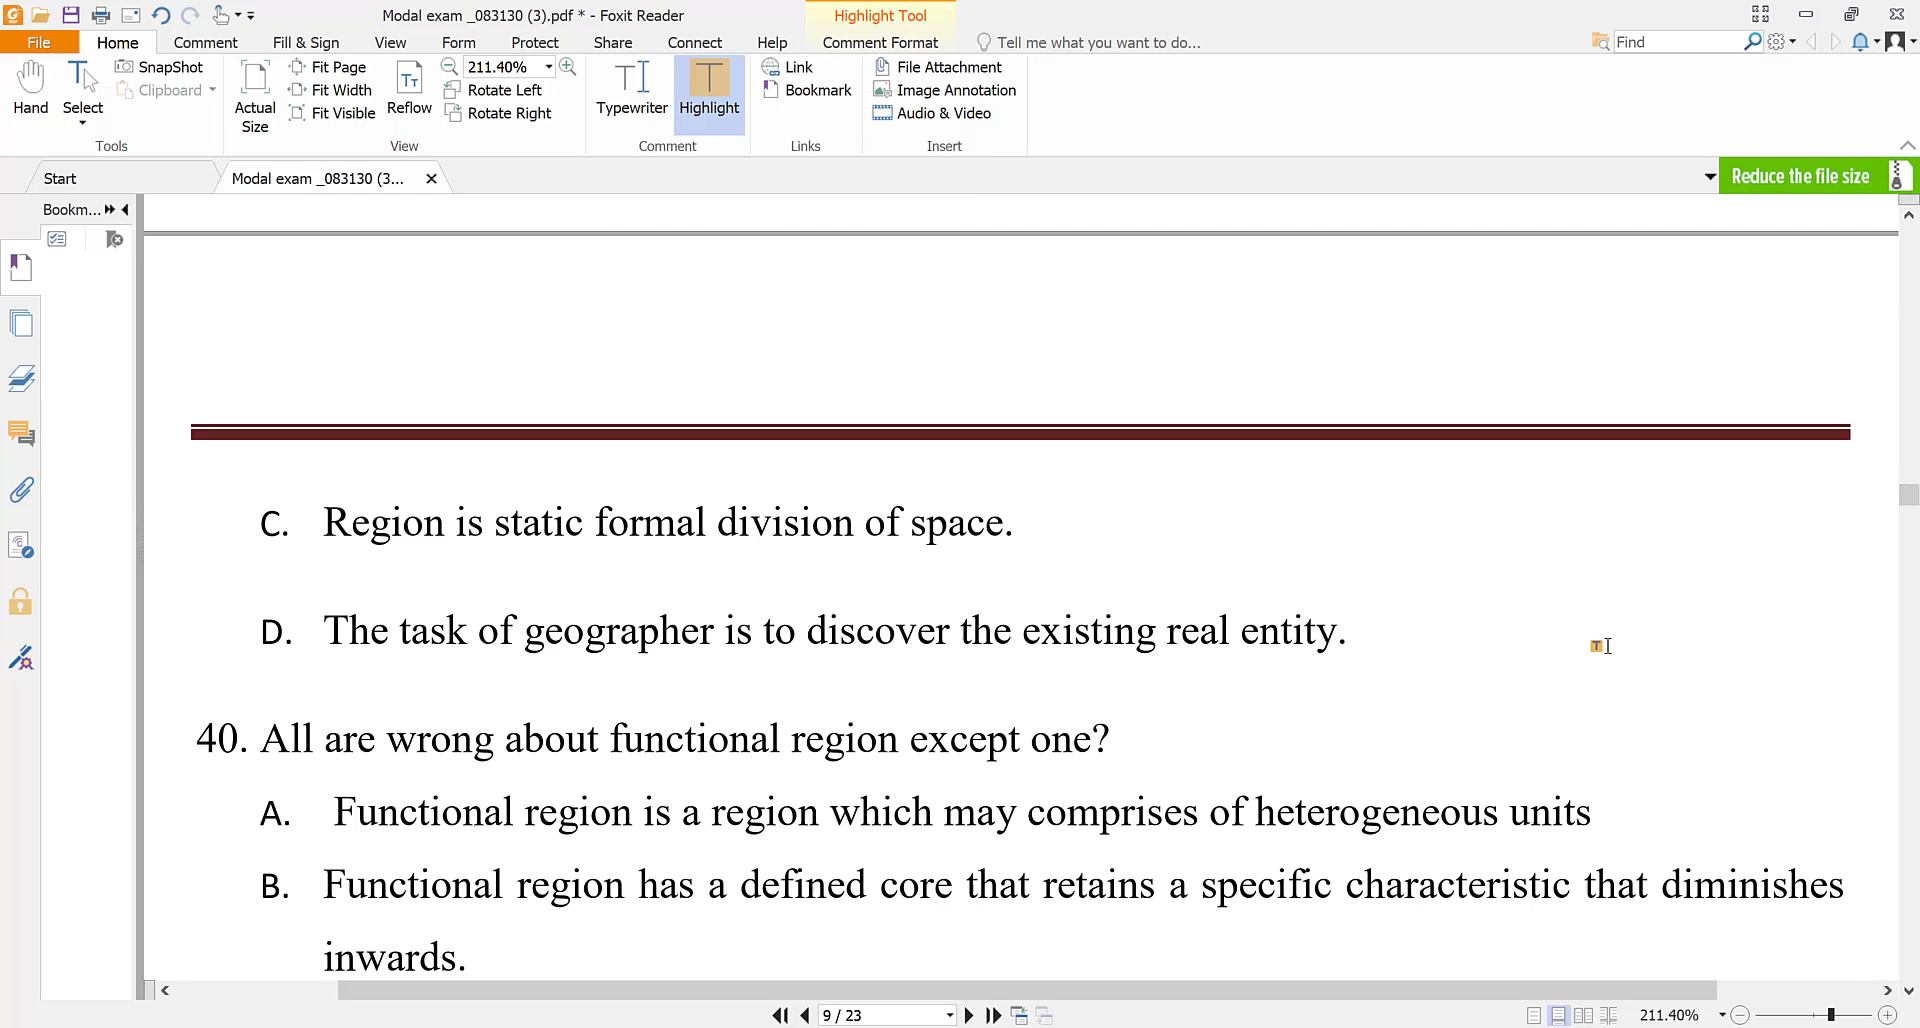 Modal exam _083130 (3).pdf * - Foxit Reader
Highlight Tool
File Home Comment Fill & Sign View Form Protect Share Connect Help Comment Format Tell me what you want to do... Find
Hand
Select
SnapShot
Clipboard
Tools
Actual Size
Fit Page
Fit Width
Fit Visible
Reflow
211.40%
Rotate Left
Rotate Right
View
Typewriter
Highlight
Comment
Link
Bookmark
Links
File Attachment
Image Annotation
Audio & Video
Insert
Start
Modal exam _083130 (3...
Reduce the file size
Bookm...
C. Region is static formal division of space.
D. The task of geographer is to discover the existing real entity.
40. All are wrong about functional region except one?
A. Functional region is a region which may comprises of heterogeneous units
B. Functional region has a defined core that retains a specific characteristic that diminishes
inwards.
9 / 23
211.40%